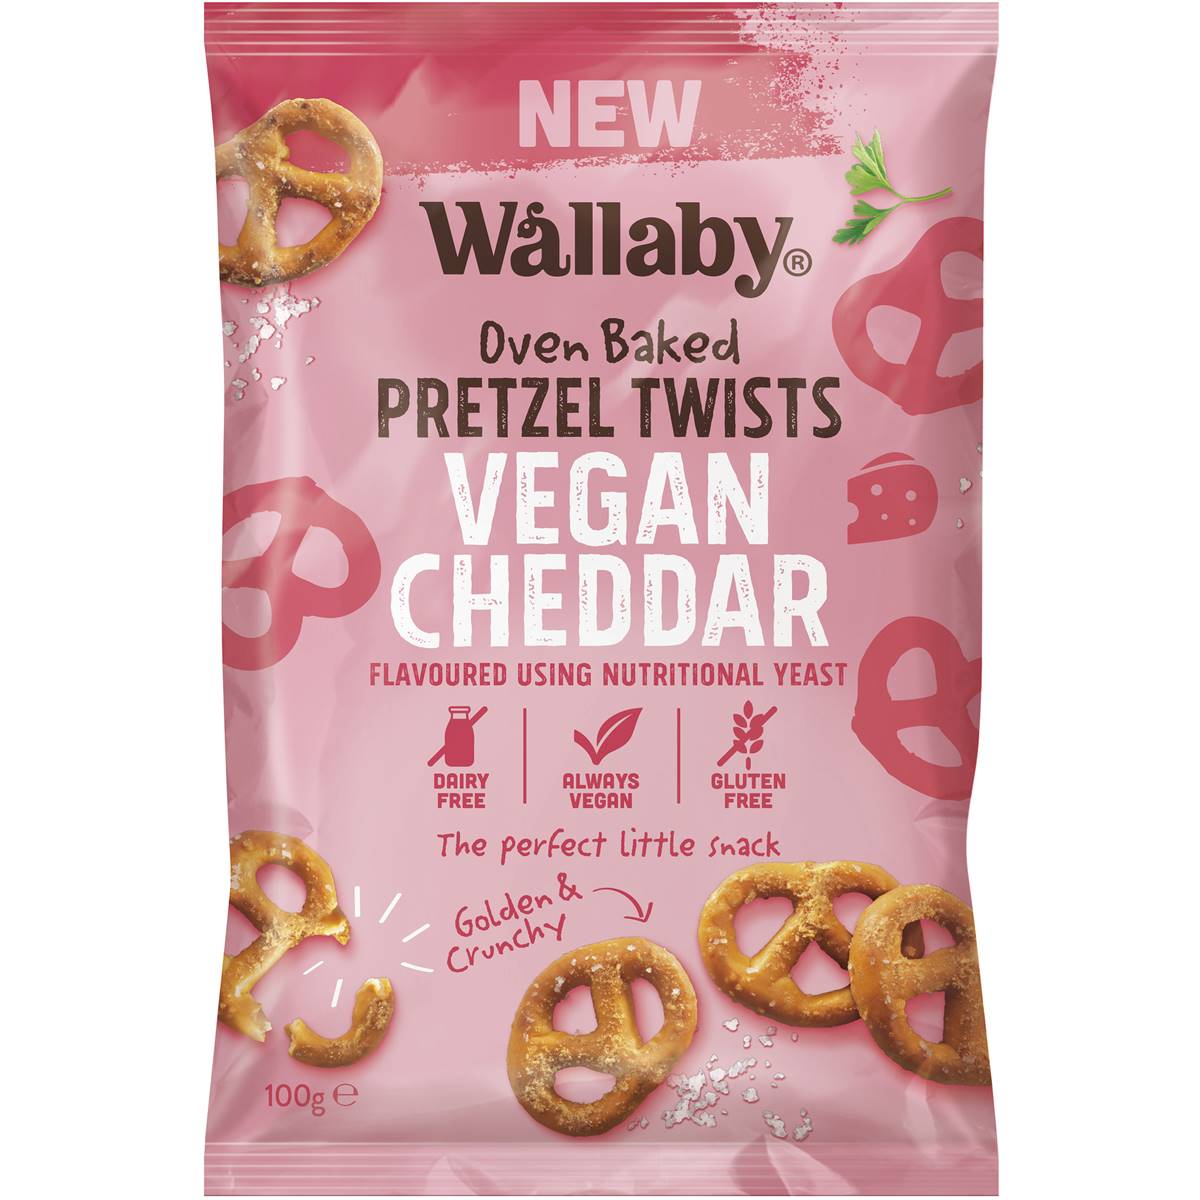 NEW
Wallaby®
Oven Baked
PRETZEL TWISTS
VEGAN
CHEDDAR
FLAVOURED USING NUTRITIONAL YEAST
DAIRY
FREE
ALWAYS
VEGAN
GLUTEN
FREE
The perfect little snack
Golden &
Crunchy
100g ℮